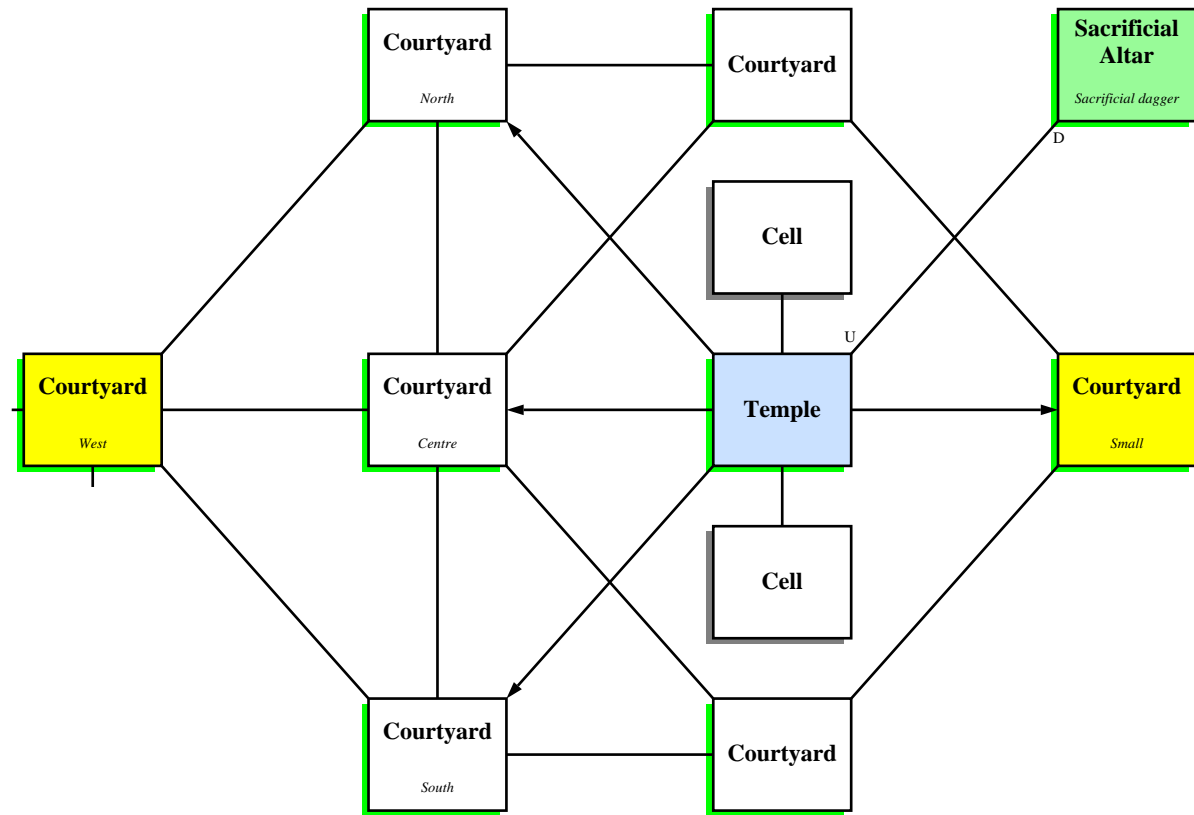 Courtyard
North
Courtyard
Sacrificial
Altar
Sacrificial dagger
D
Cell
U
Courtyard
West
Courtyard
Centre
Temple
Courtyard
Small
Cell
Courtyard
South
Courtyard